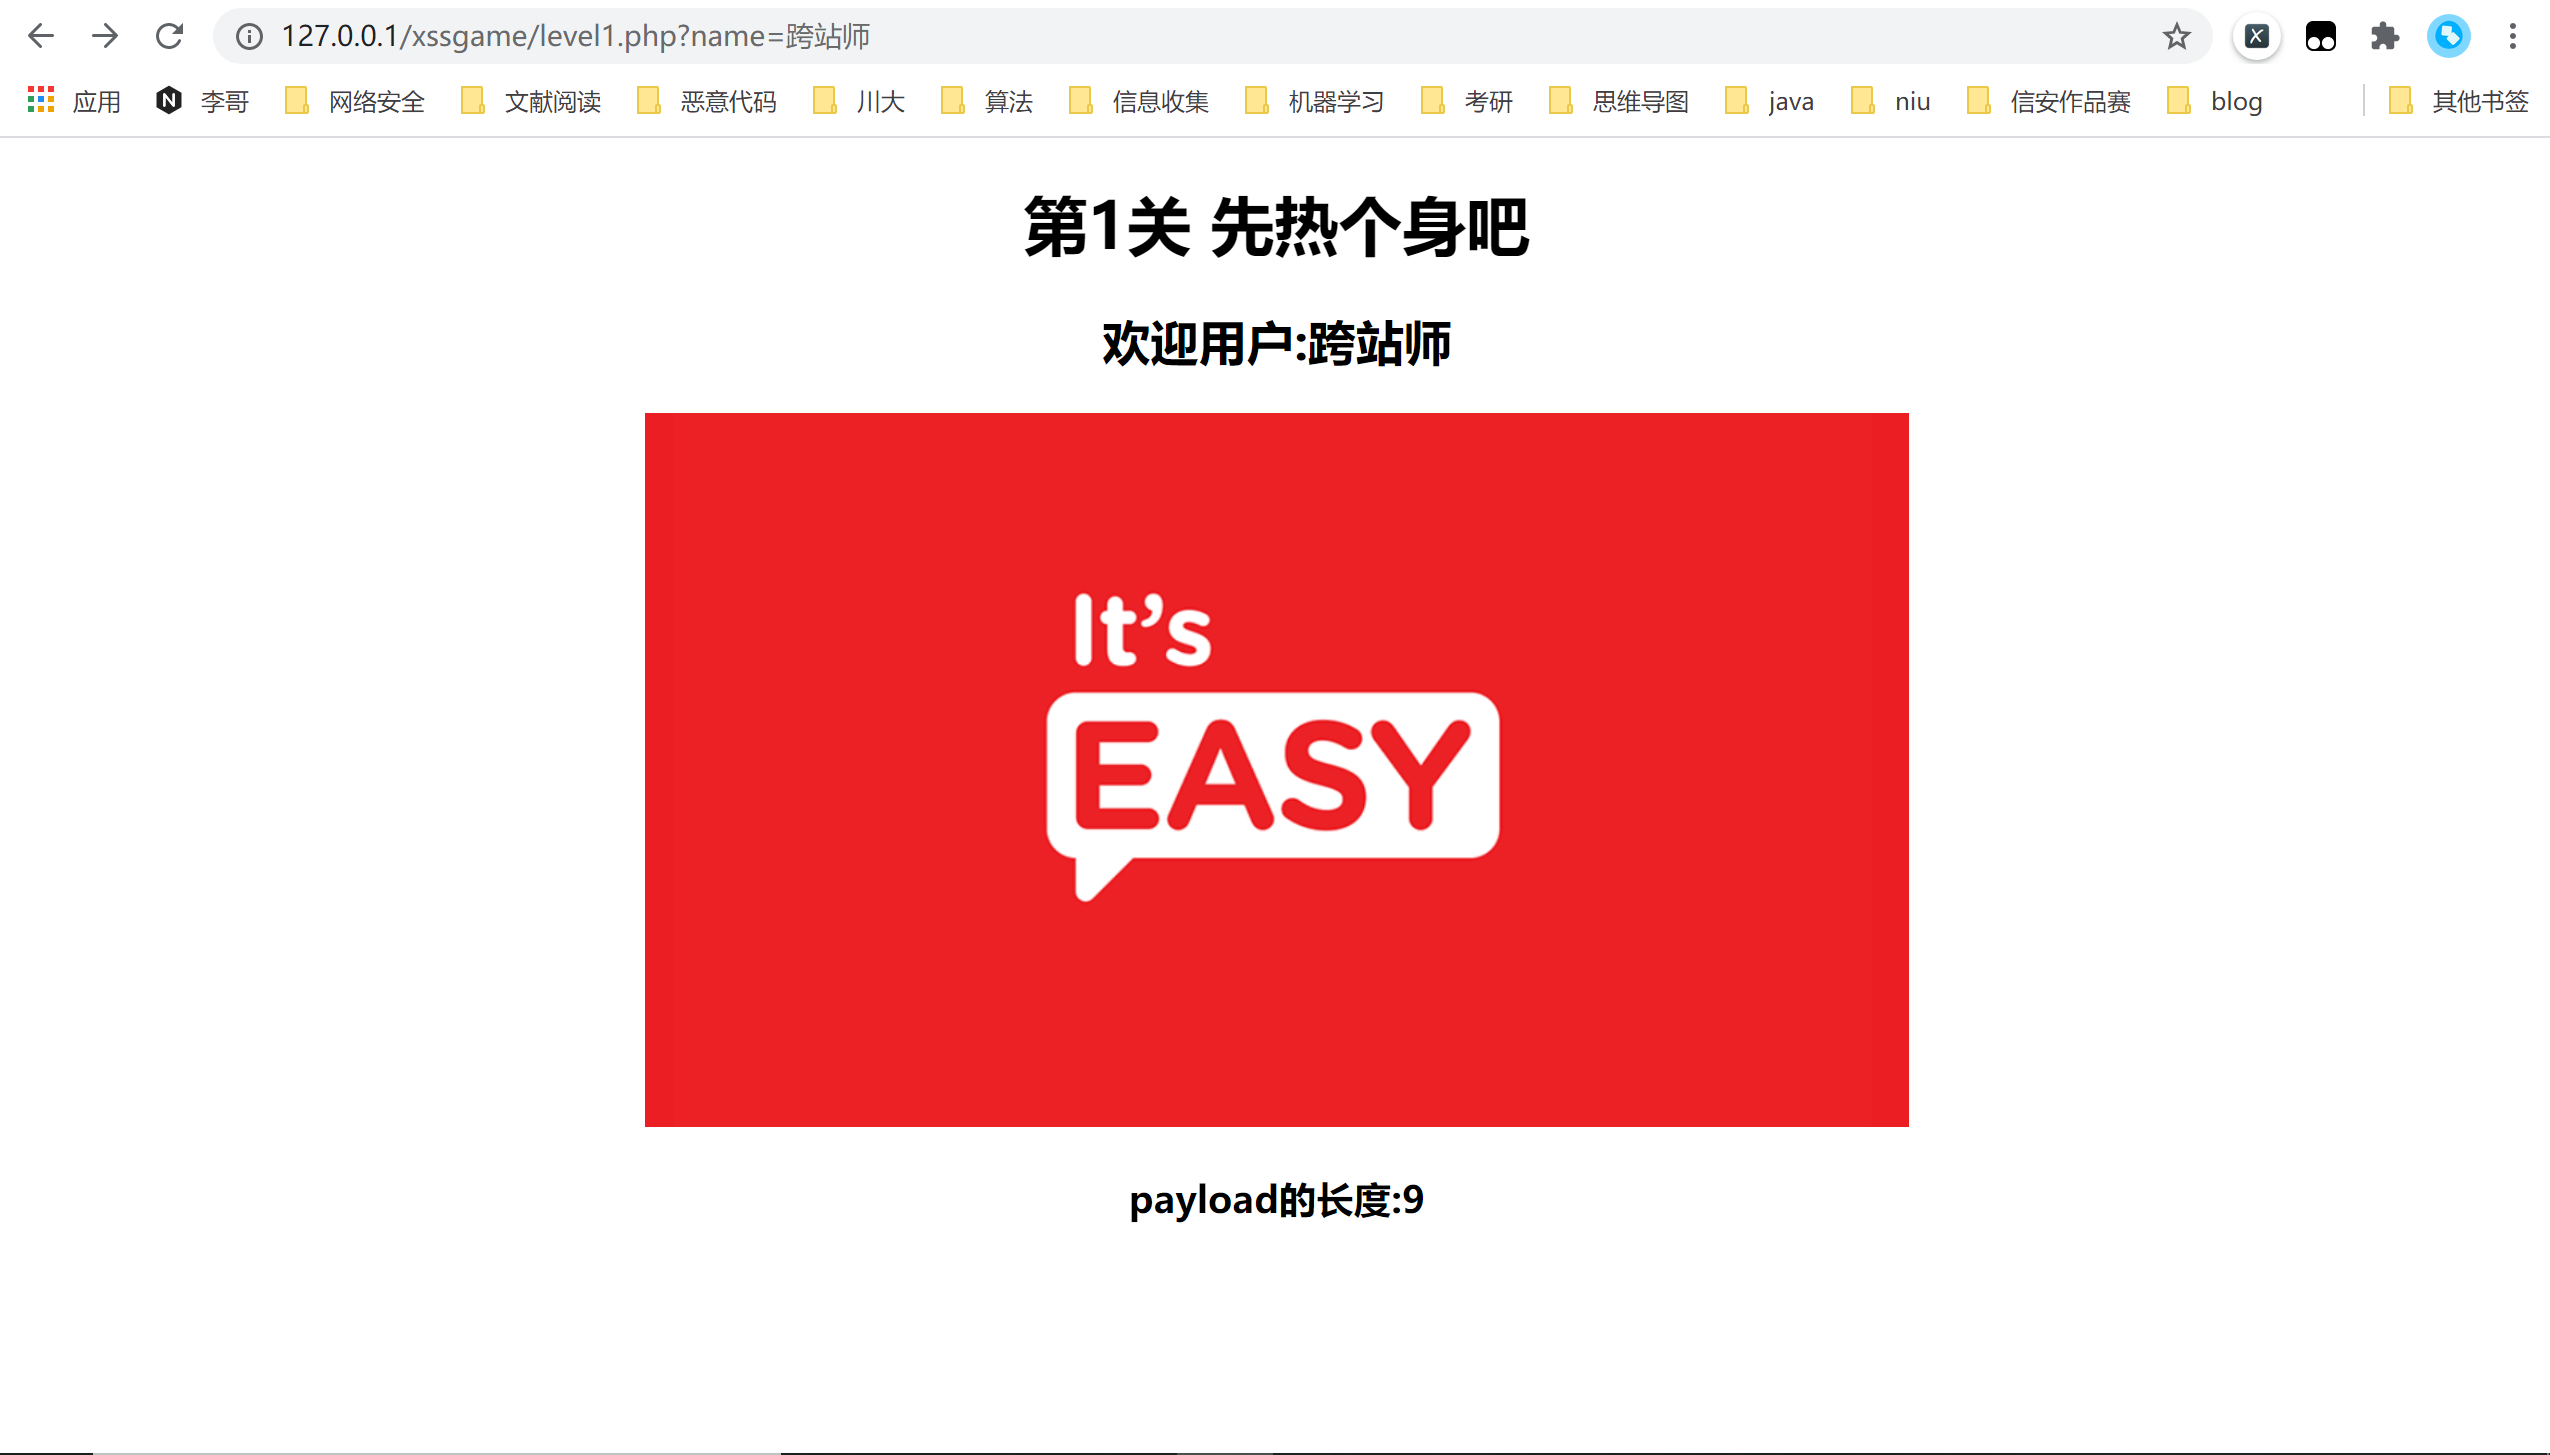 127.0.0.1/xssgame/level1.php?name=跨站师
应用 李哥 网络安全 文献阅读 恶意代码 川大 算法 信息收集 机器学习 考研 思维导图 java niu 信安作品赛 blog 其他书签
第1关 先热个身吧
欢迎用户:跨站师
It's
EASY
payload的长度:9